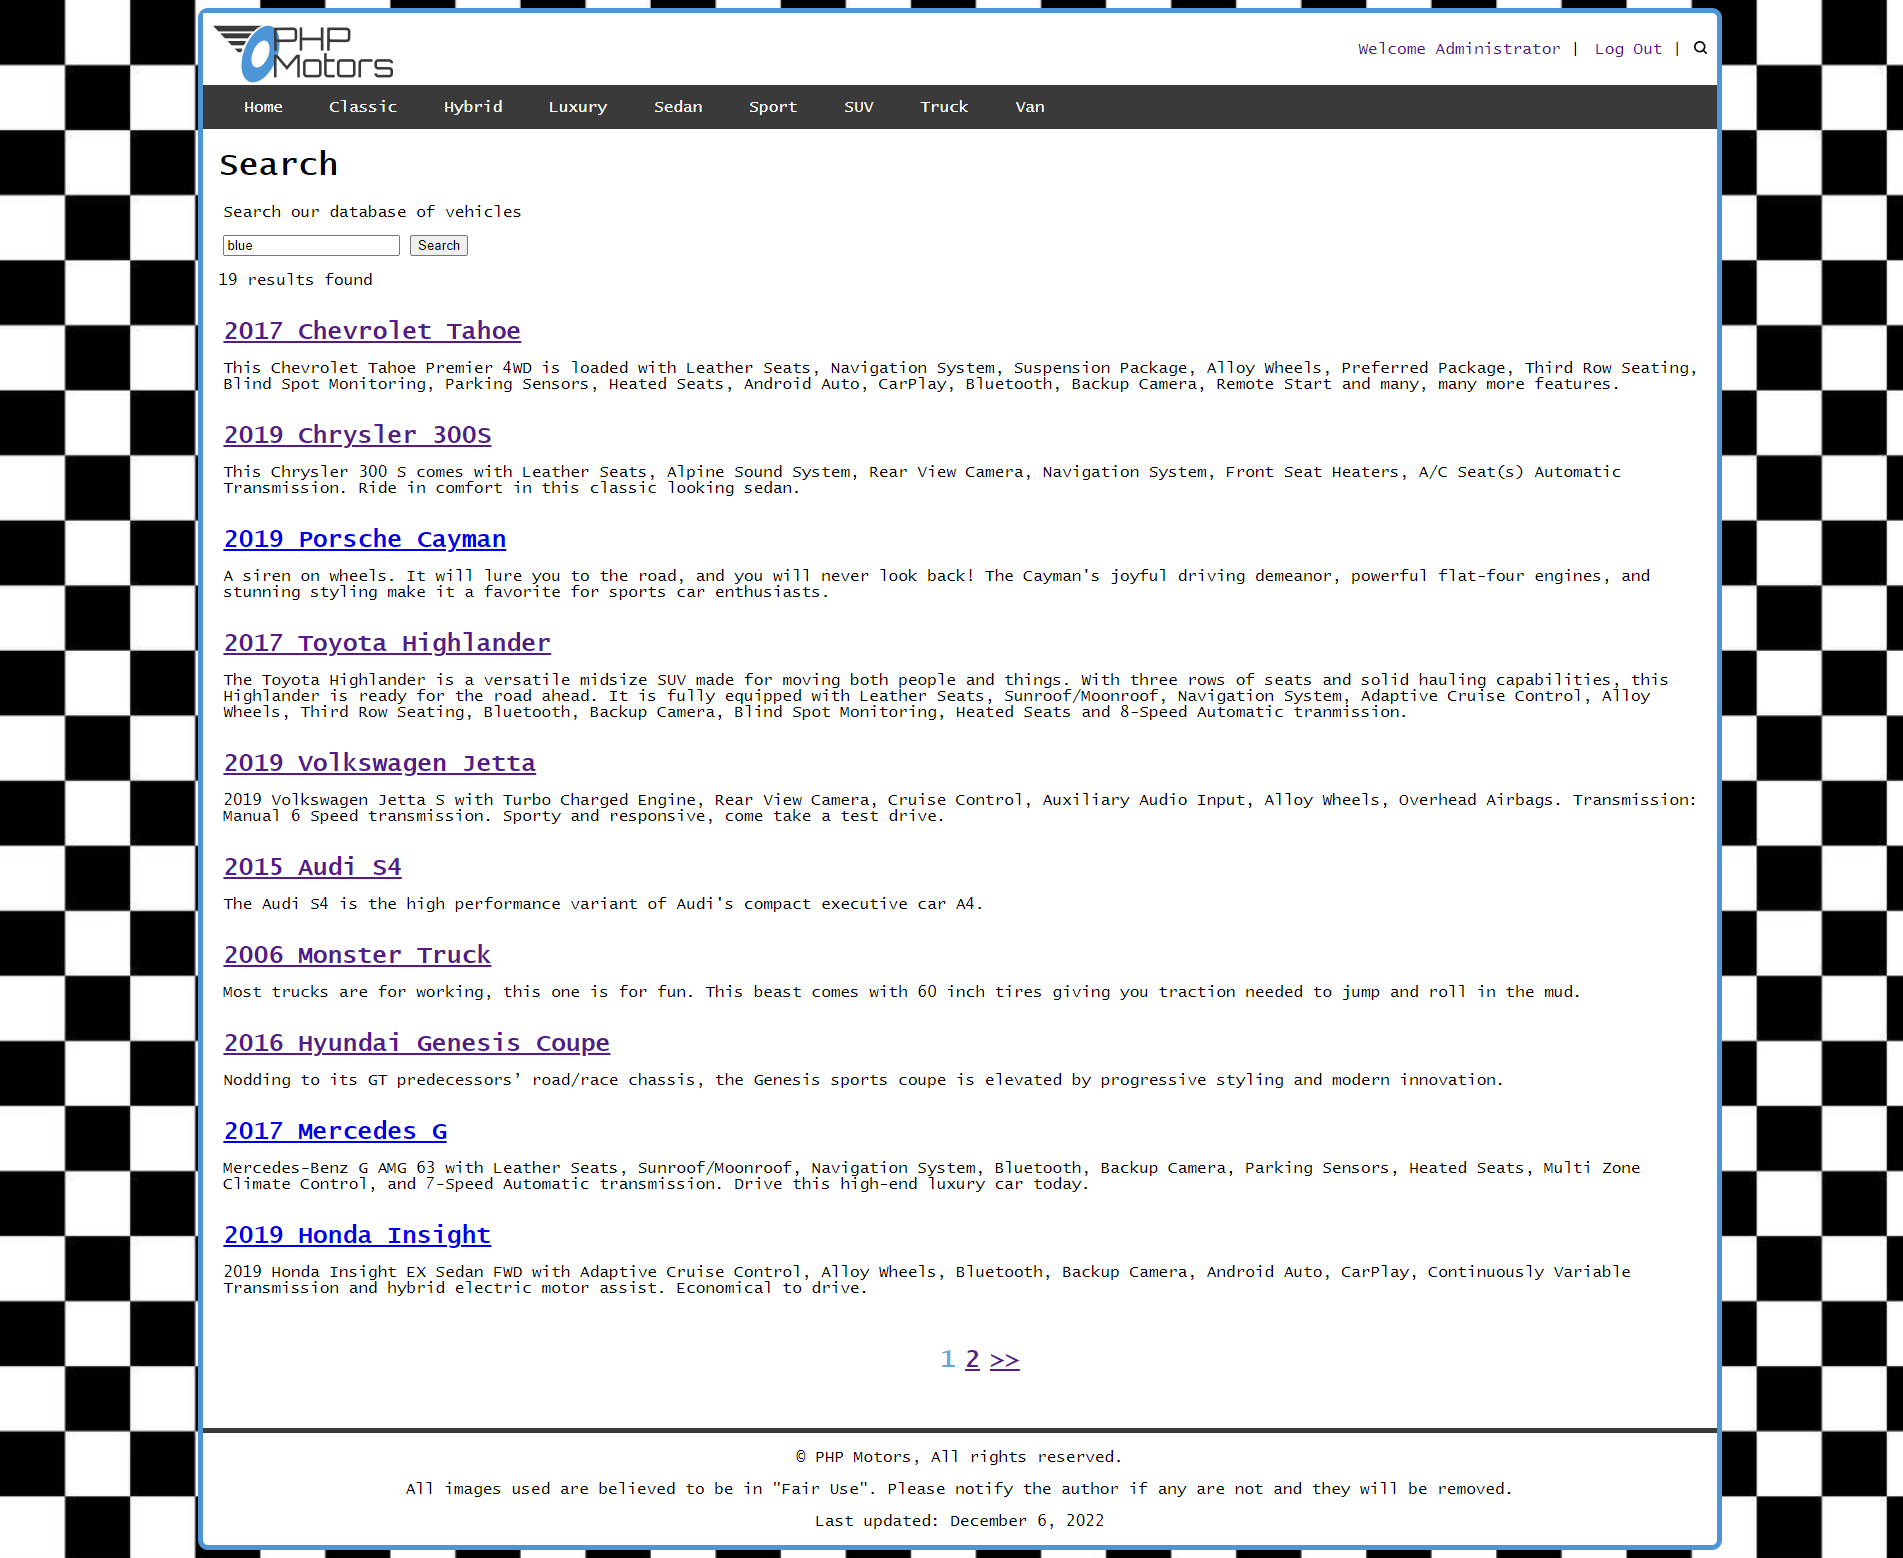 PHP
Motors
Welcome Administrator | Log Out |
Home Classic Hybrid Luxury Sedan Sport SUV Truck Van
Search
Search our database of vehicles
blue Search
19 results found
2017 Chevrolet Tahoe
This Chevrolet Tahoe Premier 4WD is loaded with Leather Seats, Navigation System, Suspension Package, Alloy Wheels, Preferred Package, Third Row Seating,
Blind Spot Monitoring, Parking Sensors, Heated Seats, Android Auto, CarPlay, Bluetooth, Backup Camera, Remote Start and many, many more features.
2019 Chrysler 300S
This Chrysler 300 S comes with Leather Seats, Alpine Sound System, Rear View Camera, Navigation System, Front Seat Heaters, A/C Seat(s) Automatic
Transmission. Ride in comfort in this classic looking sedan.
2019 Porsche Cayman
A siren on wheels. It will lure you to the road, and you will never look back! The Cayman's joyful driving demeanor, powerful flat-four engines, and
stunning styling make it a favorite for sports car enthusiasts.
2017 Toyota Highlander
The Toyota Highlander is a versatile midsize SUV made for moving both people and things. With three rows of seats and solid hauling capabilities, this
Highlander is ready for the road ahead. It is fully equipped with Leather Seats, Sunroof/Moonroof, Navigation System, Adaptive Cruise Control, Alloy
Wheels, Third Row Seating, Bluetooth, Backup Camera, Blind Spot Monitoring, Heated Seats and 8-Speed Automatic tranmission.
2019 Volkswagen Jetta
2019 Volkswagen Jetta S with Turbo Charged Engine, Rear View Camera, Cruise Control, Auxiliary Audio Input, Alloy Wheels, Overhead Airbags. Transmission:
Manual 6 Speed transmission. Sporty and responsive, come take a test drive.
2015 Audi S4
The Audi S4 is the high performance variant of Audi's compact executive car A4.
2006 Monster Truck
Most trucks are for working, this one is for fun. This beast comes with 60 inch tires giving you traction needed to jump and roll in the mud.
2016 Hyundai Genesis Coupe
Nodding to its GT predecessors’ road/race chassis, the Genesis sports coupe is elevated by progressive styling and modern innovation.
2017 Mercedes G
Mercedes-Benz G AMG 63 with Leather Seats, Sunroof/Moonroof, Navigation System, Bluetooth, Backup Camera, Parking Sensors, Heated Seats, Multi Zone
Climate Control, and 7-Speed Automatic transmission. Drive this high-end luxury car today.
2019 Honda Insight
2019 Honda Insight EX Sedan FWD with Adaptive Cruise Control, Alloy Wheels, Bluetooth, Backup Camera, Android Auto, CarPlay, Continuously Variable
Transmission and hybrid electric motor assist. Economical to drive.
1 2 >>
© PHP Motors, All rights reserved.
All images used are believed to be in "Fair Use". Please notify the author if any are not and they will be removed.
Last updated: December 6, 2022